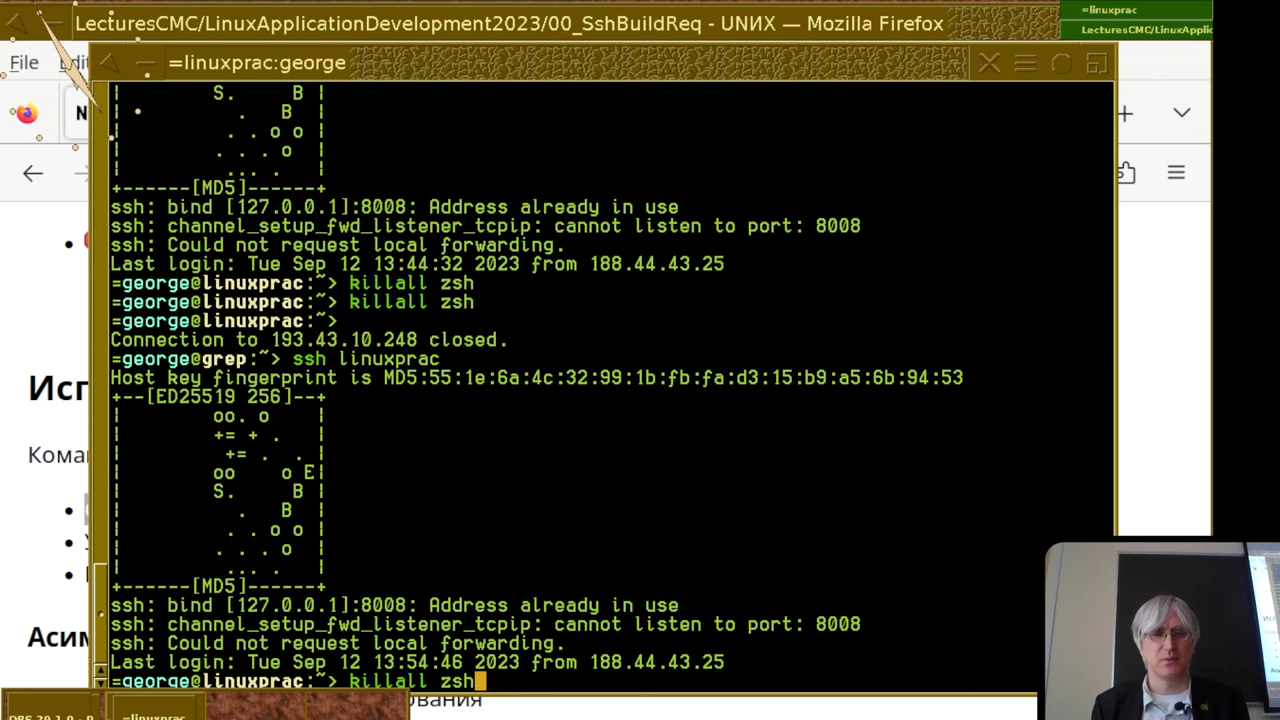 LecturesCMC/LinuxApplicationDevelopment2023/00_SshBuildReq - UNИX — Mozilla Firefox
=linuxprac
LecturesCMC/LinuxApplic
File Edit
=linuxprac:george
S. B
. B
. . o o
. . . . o
. . . .
+------[MD5]------+
ssh: bind [127.0.0.1]:8008: Address already in use
ssh: channel_setup_fwd_listener_tcpip: cannot listen to port: 8008
ssh: Could not request local forwarding.
Last login: Tue Sep 12 13:44:32 2023 from 188.44.43.25
=george@linuxprac:~> killall zsh
=george@linuxprac:~> killall zsh
=george@linuxprac:~>
Connection to 193.43.10.248 closed.
=george@grep:~> ssh linuxprac
Host key fingerprint is MD5:55:1e:6a:4c:32:99:1b:fb:fa:d3:15:b9:a5:6b:94:53
+--[ED25519 256]--+
| oo. o |
| += + . |
| += . . |
| oo o E|
| S. B |
| . B |
| . . o o |
| . . . o |
| ... . |
+------[MD5]------+
ssh: bind [127.0.0.1]:8008: Address already in use
ssh: channel_setup_fwd_listener_tcpip: cannot listen to port: 8008
ssh: Could not request local forwarding.
Last login: Tue Sep 12 13:54:46 2023 from 188.44.43.25
=george@linuxprac:~> killall zsh
Исп
Кома
Асим
ования
=linuxprac